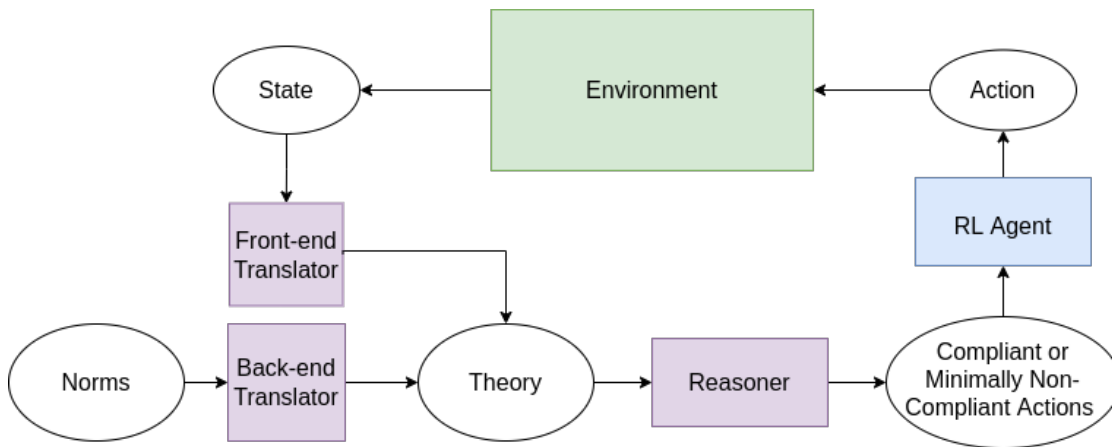 State
Environment
Action
Front-end
Translator
RL Agent
Norms
Back-end
Translator
Theory
Reasoner
Compliant or
Minimally Non-
Compliant Actions